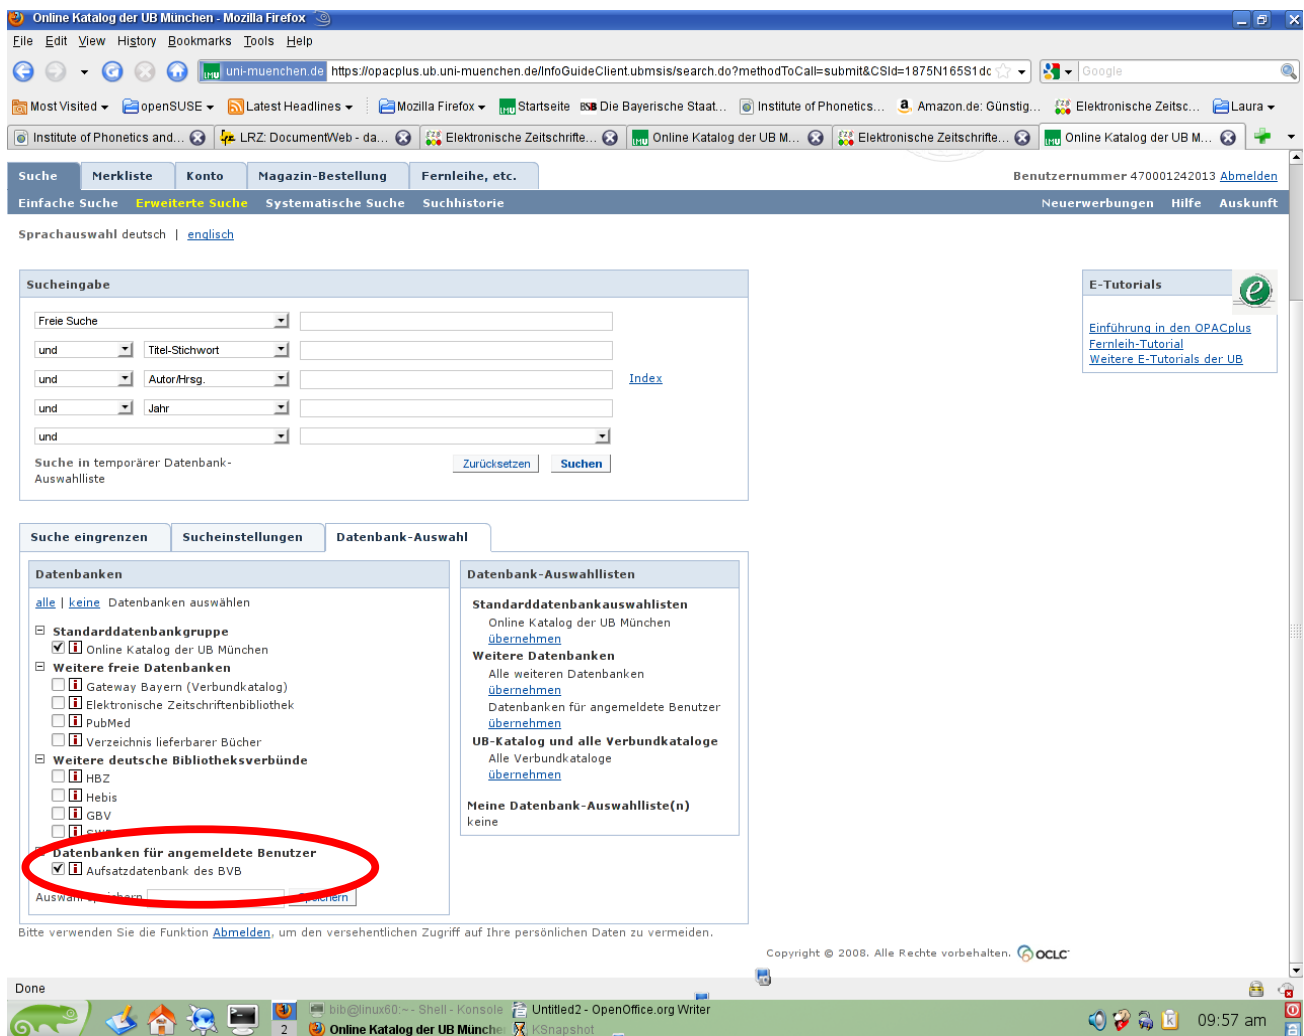 Online Katalog der UB München - Mozilla Firefox
File Edit View History Bookmarks Tools Help
uni-muenchen.de https://opacplus.ub.uni-muenchen.de/InfoGuideClient.ubmsis/search.do?methodToCall=submit&CSId=1875N165S1dc Google
Most Visited openSUSE Latest Headlines Mozilla Firefox Startseite Die Bayerische Staat... Institute of Phonetics... Amazon.de: Günstig... Elektronische Zeitsc... Laura
Institute of Phonetics and... LRZ: DocumentWeb - da... Elektronische Zeitschrifte... Online Katalog der UB M... Elektronische Zeitschrifte... Online Katalog der UB M...
Suche Merkliste Konto Magazin-Bestellung Fernleihe, etc. Benutzernummer 470001242013 Abmelden
Einfache Suche Erweiterte Suche Systematische Suche Suchhistorie Neuerwerbungen Hilfe Auskunft
Sprachauswahl deutsch | englisch
Sucheingabe
Freie Suche
und Titel-Stichwort
und Autor/Hrsg. Index
und Jahr
und
Suche in temporärer Datenbank-
Auswahlliste
Zurücksetzen Suchen
E-Tutorials
Einführung in den OPACplus
Fernleih-Tutorial
Weitere E-Tutorials der UB
Suche eingrenzen Sucheinstellungen Datenbank-Auswahl
Datenbanken
alle | keine Datenbanken auswählen
Standarddatenbankgruppe
Online Katalog der UB München
Weitere freie Datenbanken
Gateway Bayern (Verbundkatalog)
Elektronische Zeitschriftenbibliothek
PubMed
Verzeichnis lieferbarer Bücher
Weitere deutsche Bibliotheksverbünde
HBZ
Hebis
GBV
Datenbanken für angemeldete Benutzer
Aufsatzdatenbank des BVB
Auswahl
Datenbank-Auswahllisten
Standarddatenbankauswahlisten
Online Katalog der UB München
übernehmen
Weitere Datenbanken
Alle weiteren Datenbanken
übernehmen
Datenbanken für angemeldete Benutzer
übernehmen
UB-Katalog und alle Verbundkataloge
Alle Verbundkataloge
übernehmen
Meine Datenbank-Auswahlliste(n)
keine
Bitte verwenden Sie die Funktion Abmelden, um den versehentlichen Zugriff auf Ihre persönlichen Daten zu vermeiden.
Copyright © 2008. Alle Rechte vorbehalten. OCLC
Done
bib@linux60:~ - Shell - Konsole Untitled2 - OpenOffice.org Writer
2 Online Katalog der UB Münche KSnapshot
09:57 am